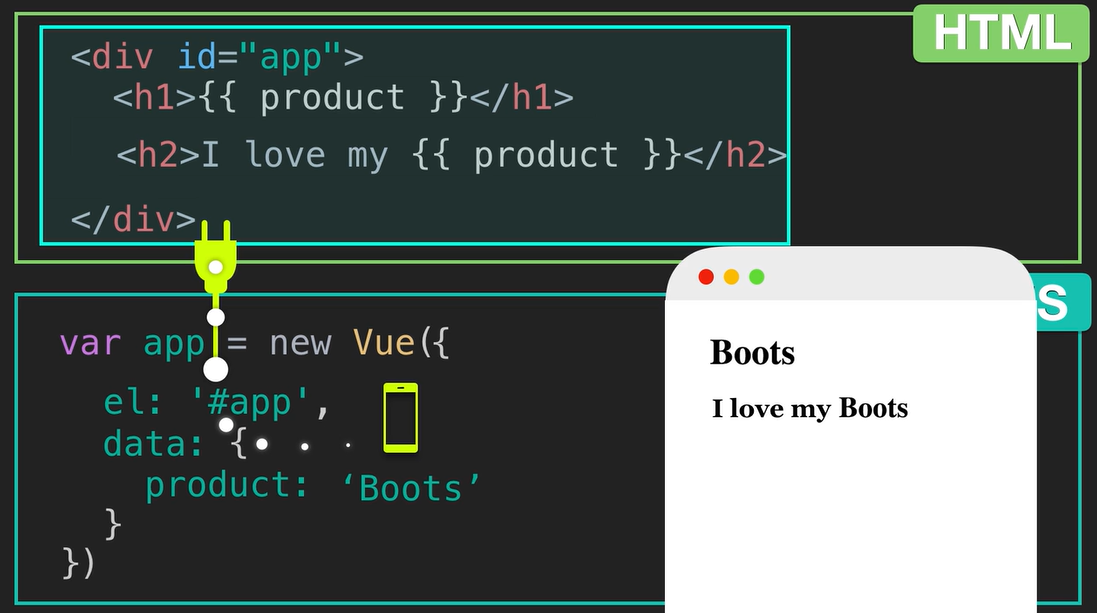 HTML
<div id="app">
<h1>{{ product }}</h1>
<h2>I love my {{ product }}</h2>
</div>
S
var app = new Vue({
el: '#app',
data: {
product: ‘Boots’
}
})
Boots
I love my Boots